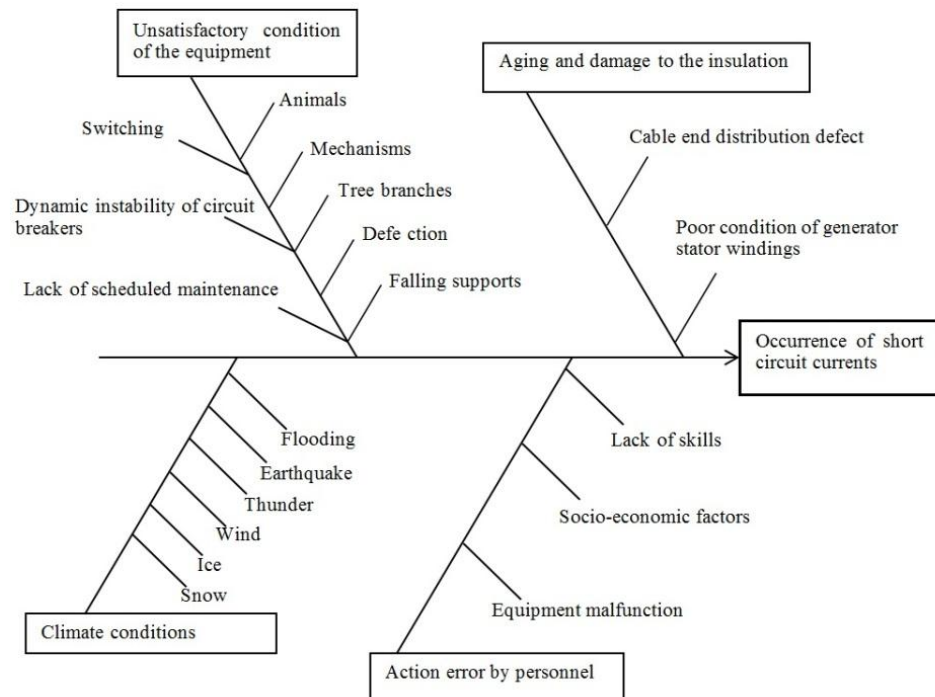 Unsatisfactory condition
of the equipment
Aging and damage to the insulation
Animals
Switching
Cable end distribution defect
Mechanisms
Tree branches
Dynamic instability of circuit
breakers
Poor condition of generator
stator windings
Defe ction
Lack of scheduled maintenance
Falling supports
Occurrence of short
circuit currents
Flooding
Lack of skills
Earthquake
Thunder
Socio-economic factors
Wind
Ice
Snow
Equipment malfunction
Climate conditions
Action error by personnel